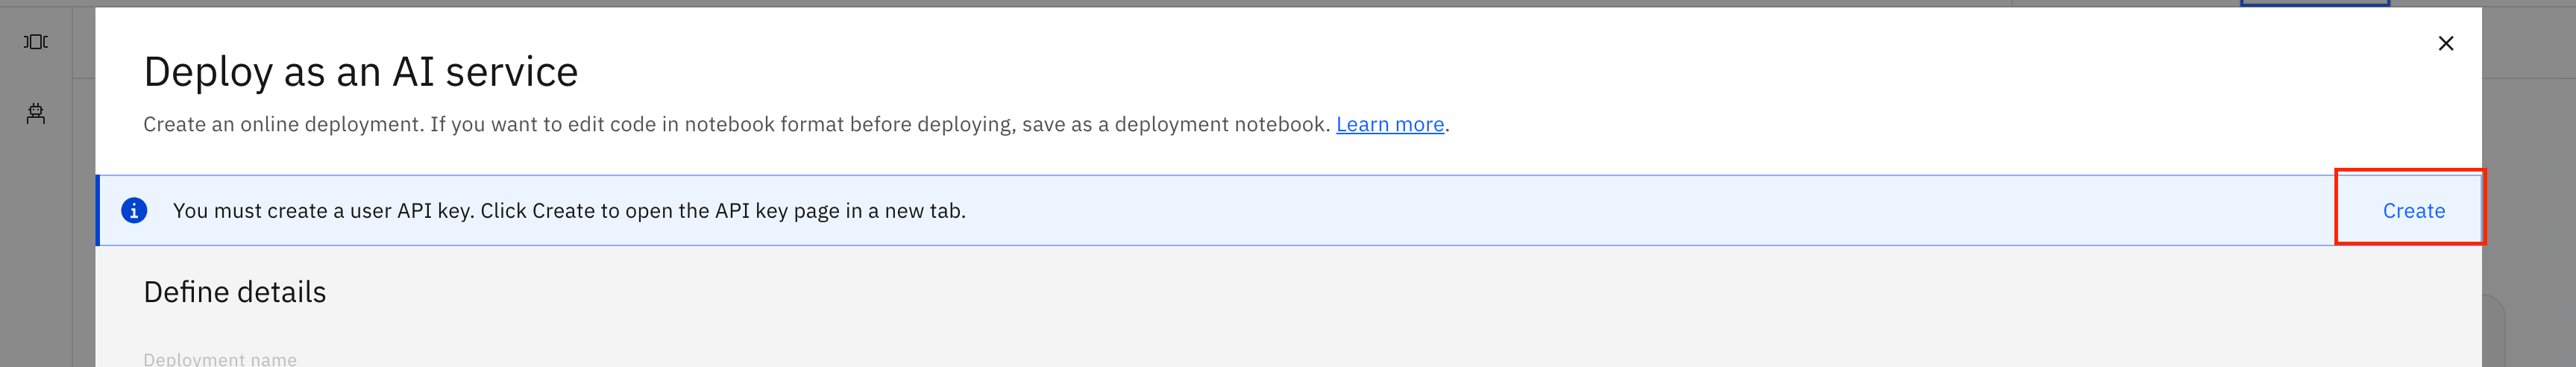 Deploy as an AI service
Create an online deployment. If you want to edit code in notebook format before deploying, save as a deployment notebook. Learn more.
You must create a user API key. Click Create to open the API key page in a new tab.
Create
Define details
Deployment name